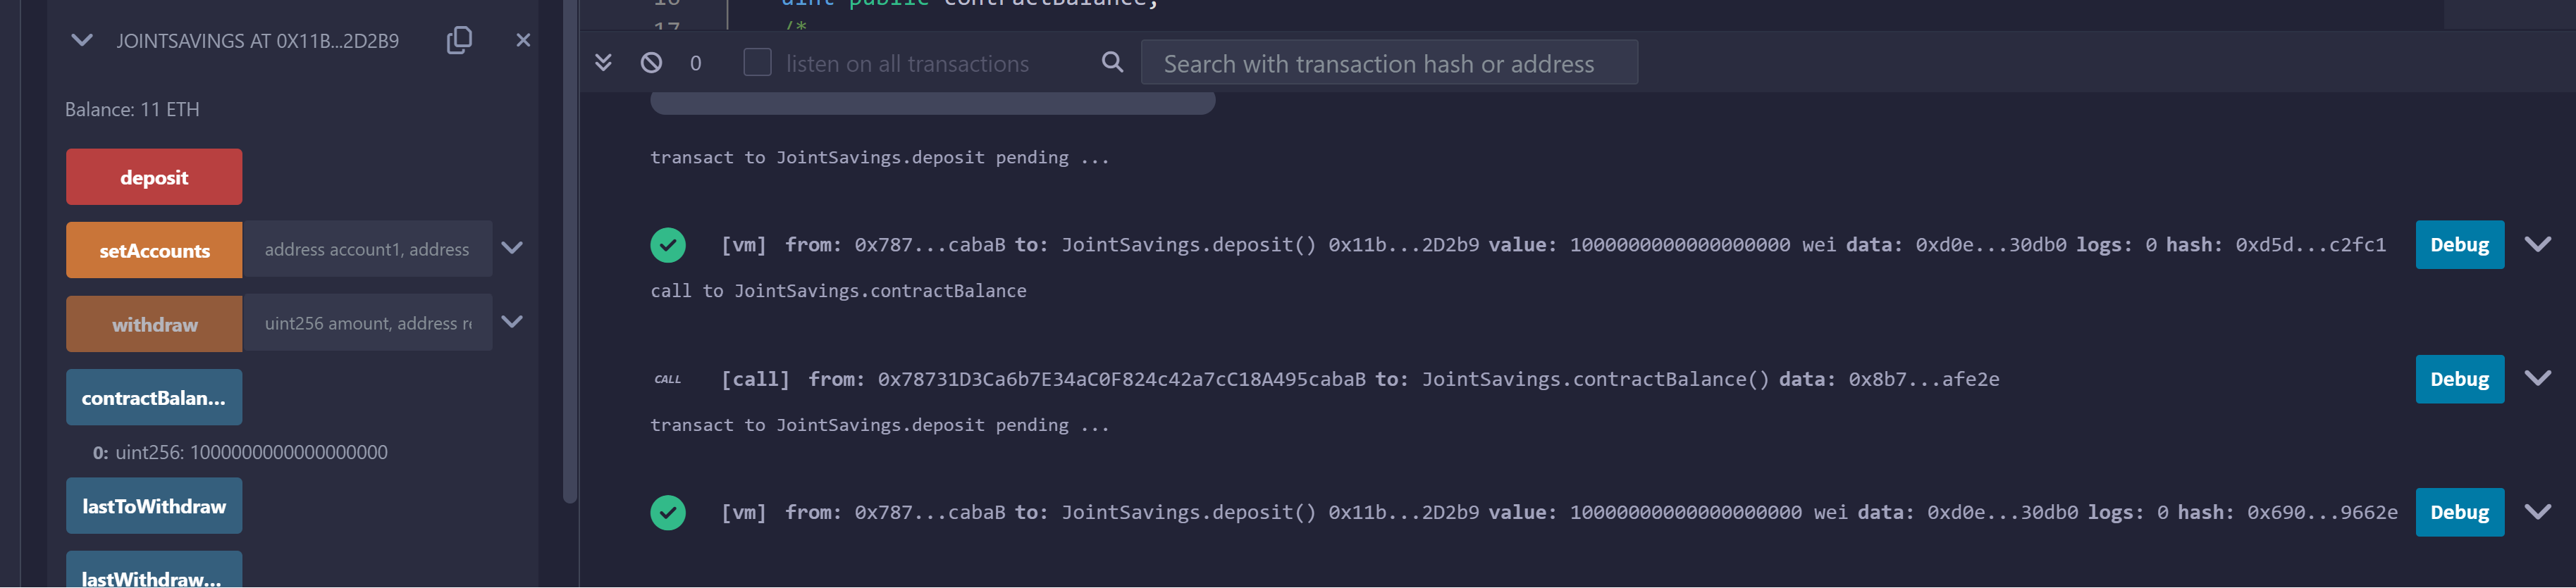 JOINTSAVINGS AT 0X11B...2D2B9
Balance: 11 ETH
deposit
setAccounts address account1, address
withdraw uint256 amount, address re
contractBalan...
0: uint256: 1000000000000000000
lastToWithdraw
lastWithdraw...
16 uint public contractBalance;
17 /*
0 listen on all transactions Search with transaction hash or address
transact to JointSavings.deposit pending ...
[vm] from: 0x787...cabaB to: JointSavings.deposit() 0x11b...2D2b9 value: 1000000000000000000 wei data: 0xd0e...30db0 logs: 0 hash: 0xd5d...c2fc1 Debug
call to JointSavings.contractBalance
CALL [call] from: 0x78731D3Ca6b7E34aC0F824c42a7cC18A495cabaB to: JointSavings.contractBalance() data: 0x8b7...afe2e Debug
transact to JointSavings.deposit pending ...
[vm] from: 0x787...cabaB to: JointSavings.deposit() 0x11b...2D2b9 value: 10000000000000000000 wei data: 0xd0e...30db0 logs: 0 hash: 0x690...9662e Debug